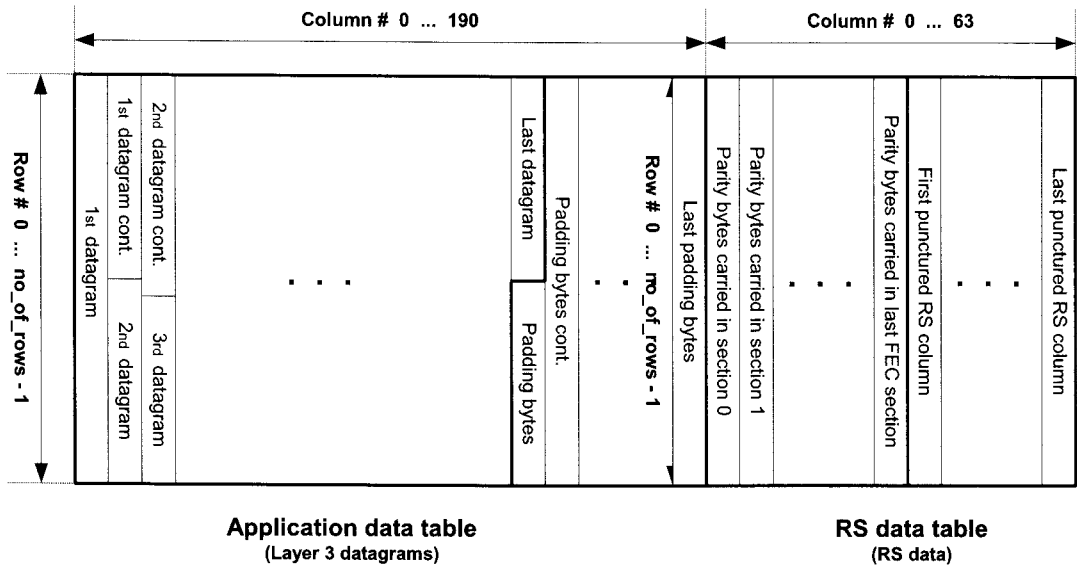 Column # 0 ... 190
Column # 0 ... 63
Row # 0 ... no_of_rows - 1
1st datagram
1st datagram cont.
2nd datagram
2nd datagram cont.
3rd datagram
. . .
Last datagram
Padding bytes
Padding bytes cont.
. .
Row # 0 ... no_of_rows - 1
Last padding bytes
Parity bytes carried in section 0
Parity bytes carried in section 1
. . .
Parity bytes carried in last FEC section
First punctured RS column
. . .
Last punctured RS column
Application data table
(Layer 3 datagrams)
RS data table
(RS data)